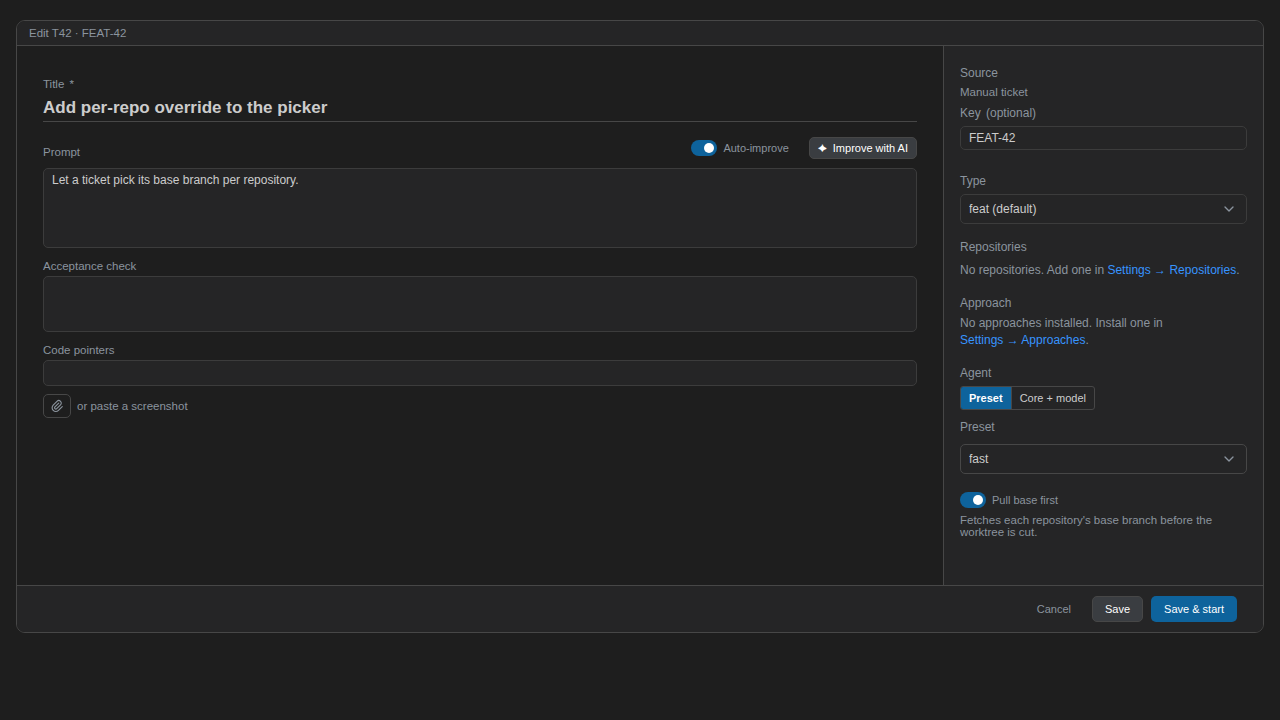 Edit T42 · FEAT-42
Title *
Add per-repo override to the picker
Prompt
Auto-improve
Improve with AI
Let a ticket pick its base branch per repository.
Acceptance check
Code pointers
or paste a screenshot
Source
Manual ticket
Key (optional)
FEAT-42
Type
feat (default)
Repositories
No repositories. Add one in Settings → Repositories.
Approach
No approaches installed. Install one in
Settings → Approaches.
Agent
Preset
Core + model
Preset
fast
Pull base first
Fetches each repository's base branch before the
worktree is cut.
Cancel
Save
Save & start